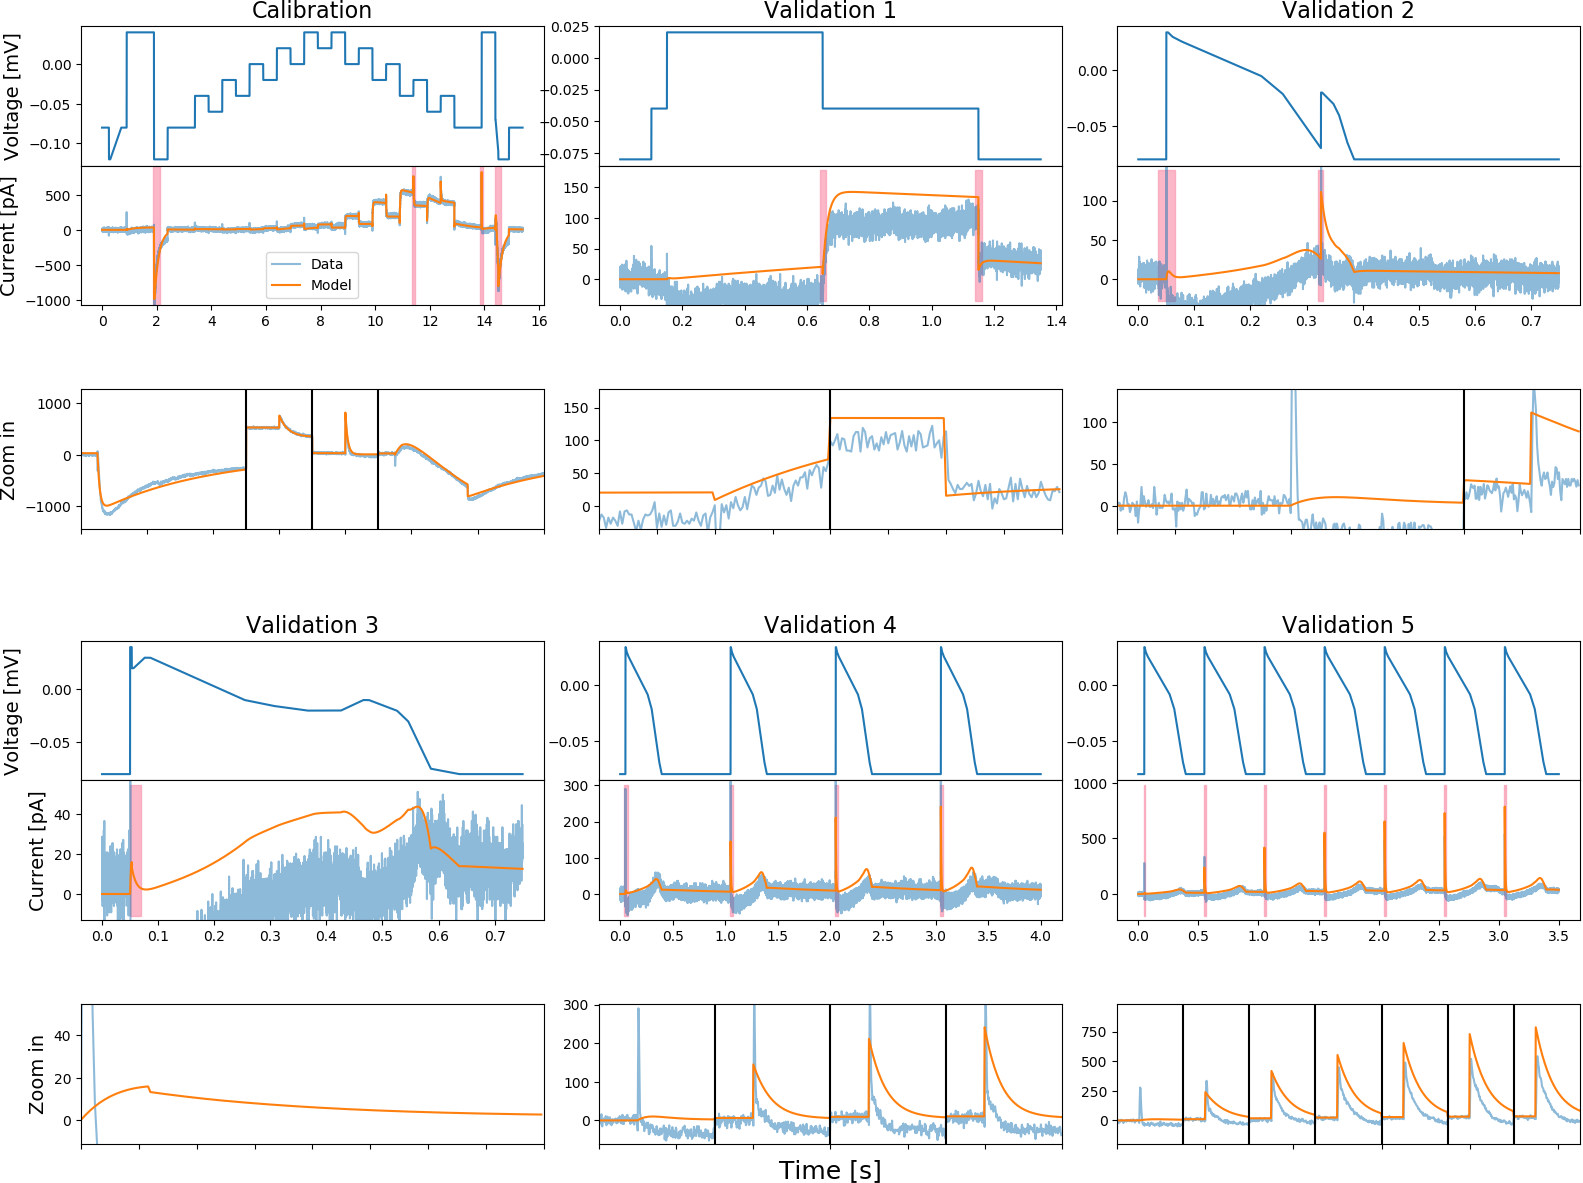 Calibration
Validation 1
Validation 2
Voltage [mV]
0.00
−0.05
−0.10
0.025
0.000
−0.025
−0.050
−0.075
0.00
−0.05
Current [pA]
500
0
−500
−1000
Data
Model
150
100
50
0
100
50
0
0 2 4 6 8 10 12 14 16
0.0 0.2 0.4 0.6 0.8 1.0 1.2 1.4
0.0 0.1 0.2 0.3 0.4 0.5 0.6 0.7
Zoom in
1000
0
−1000
150
100
50
0
100
50
0
Validation 3
Validation 4
Validation 5
Voltage [mV]
0.00
−0.05
0.00
−0.05
0.00
−0.05
Current [pA]
40
20
0
300
200
100
0
1000
500
0
0.0 0.1 0.2 0.3 0.4 0.5 0.6 0.7
0.0 0.5 1.0 1.5 2.0 2.5 3.0 3.5 4.0
0.0 0.5 1.0 1.5 2.0 2.5 3.0 3.5
Zoom in
40
20
0
300
200
100
0
750
500
250
0
Time [s]